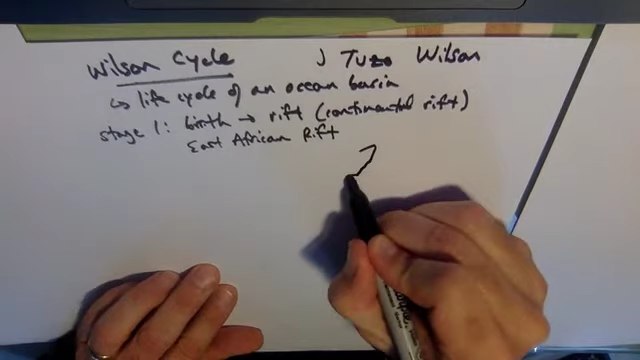 Wilson Cycle J Tuzo Wilson
↳ life cycle of an ocean basin
stage 1: birth → rift (continental rift)
East African Rift